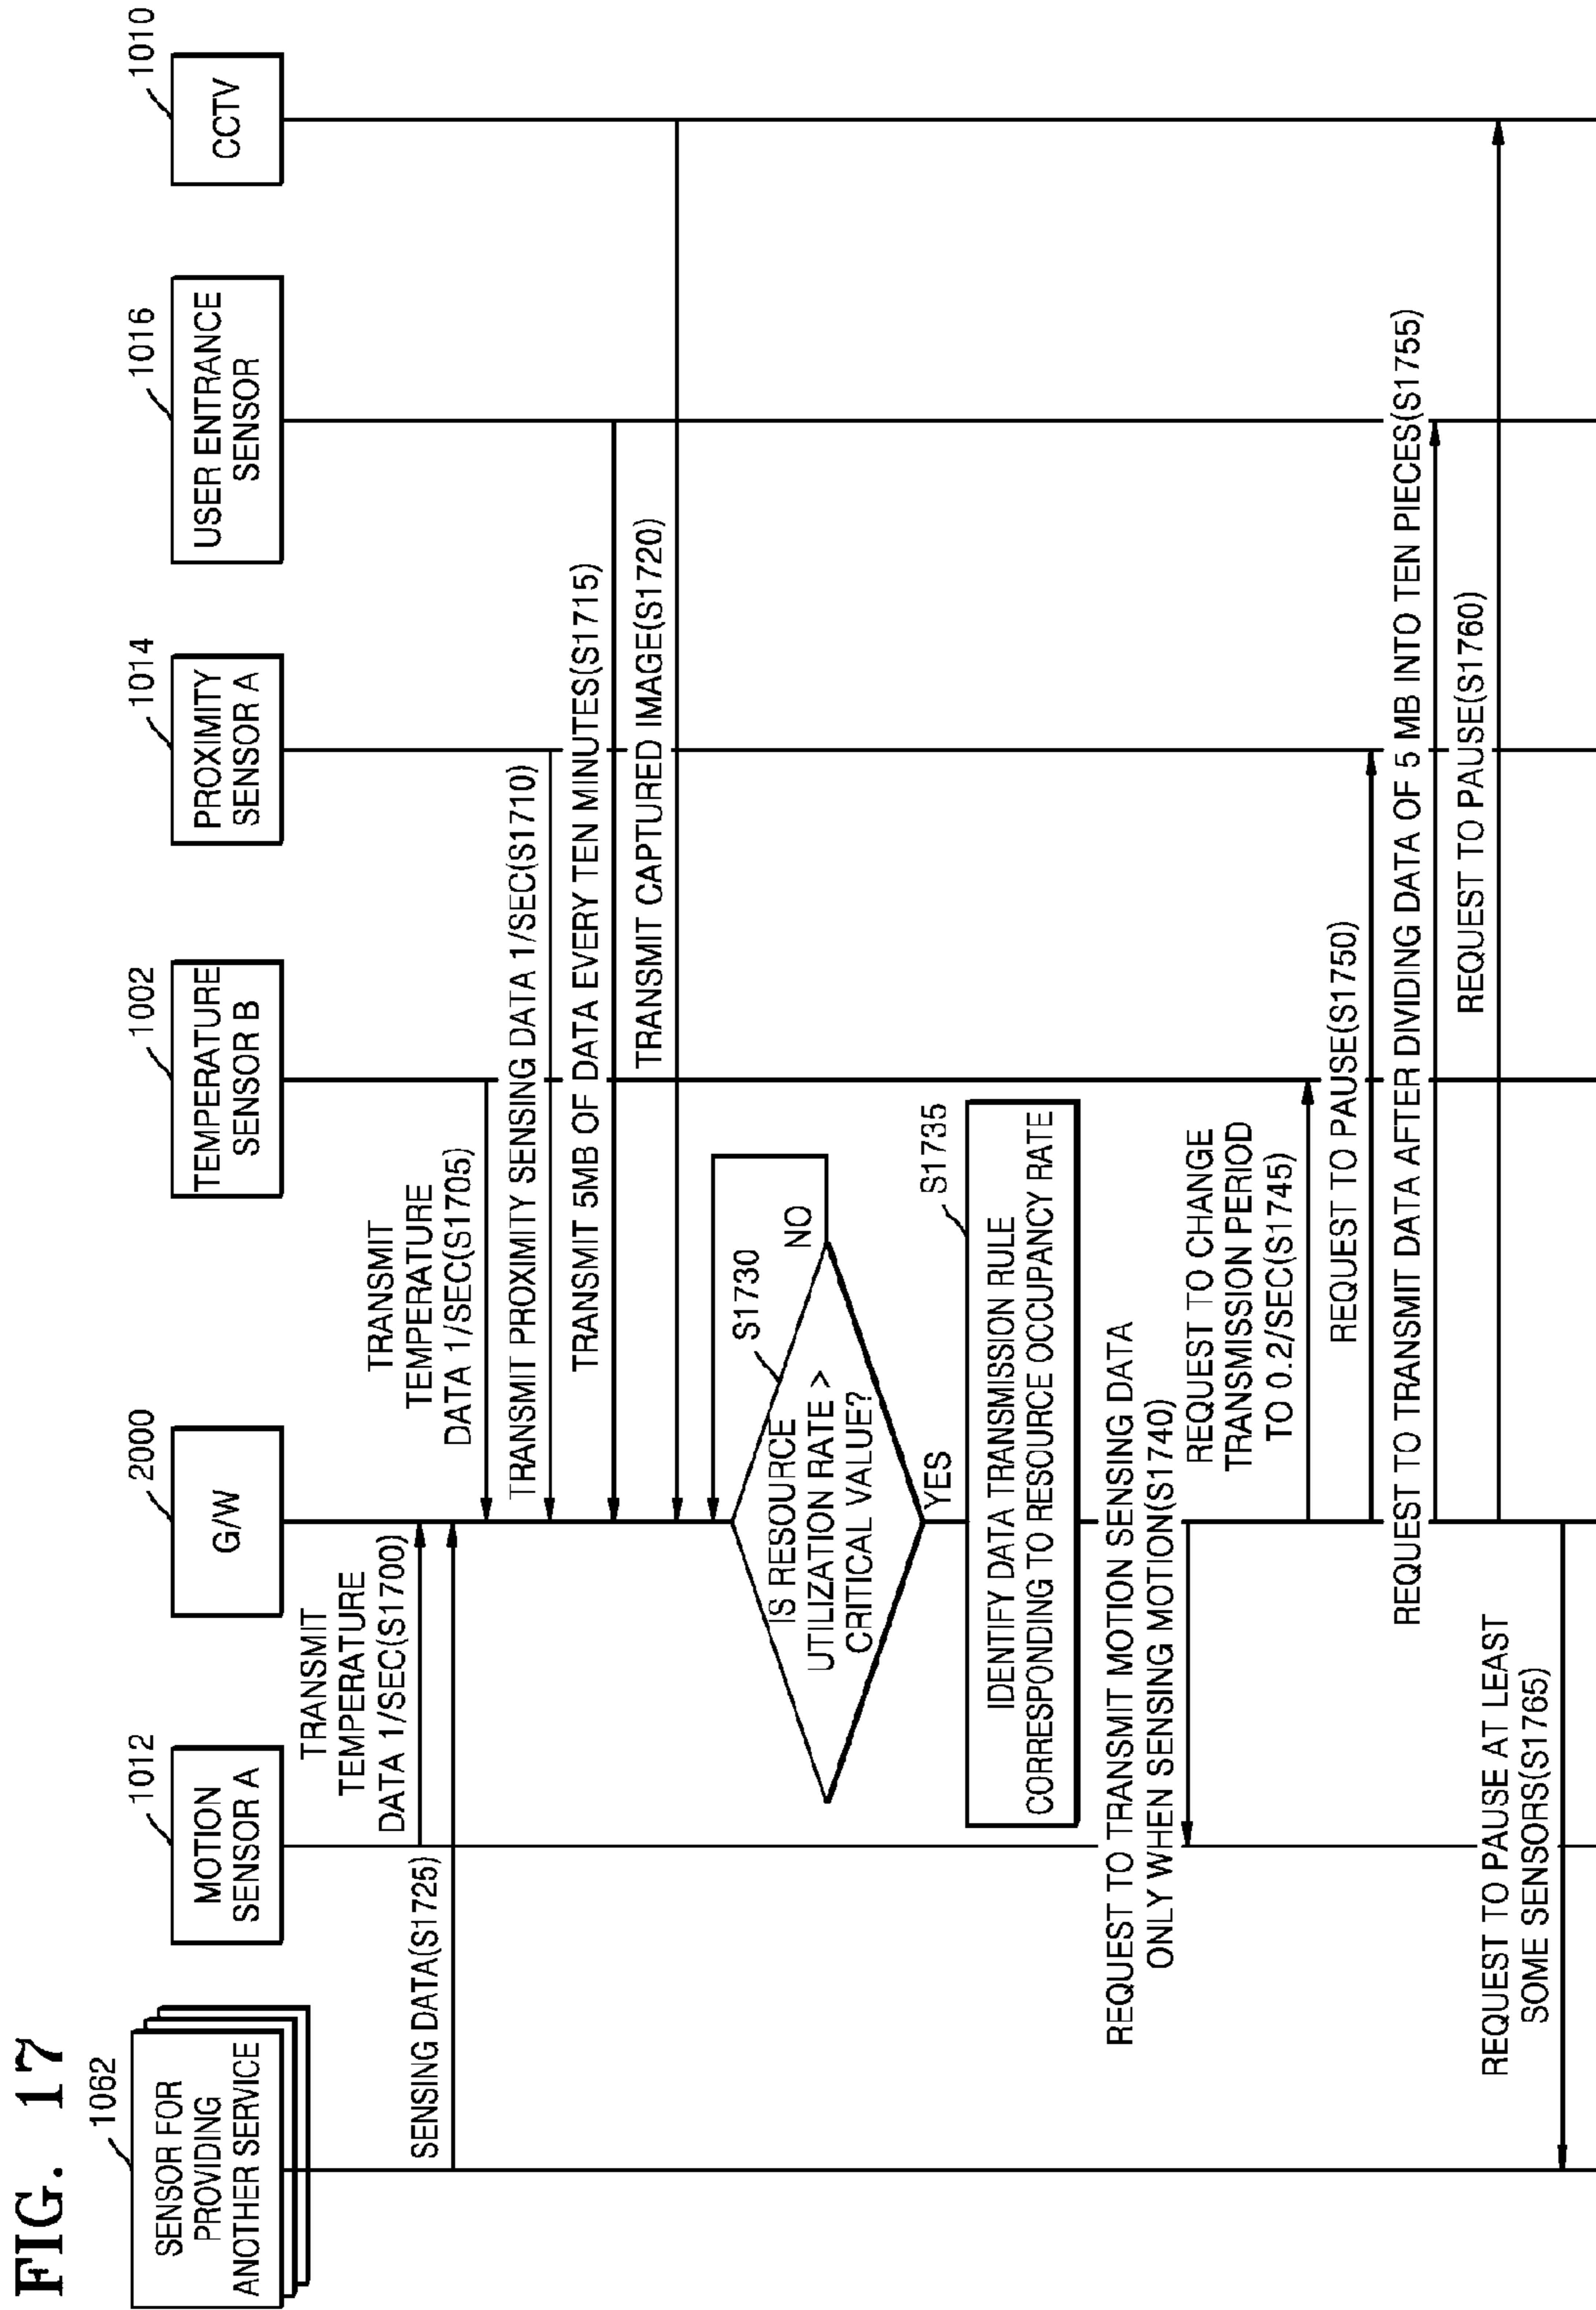 FIG. 17
1062
SENSOR FOR
PROVIDING
ANOTHER SERVICE
1012
MOTION
SENSOR A
2000
G/W
1002
TEMPERATURE
SENSOR B
1014
PROXIMITY
SENSOR A
1016
USER ENTRANCE
SENSOR
1010
CCTV
TRANSMIT
TEMPERATURE
DATA 1/SEC(S1700)
SENSING DATA(S1725)
TRANSMIT
TEMPERATURE
DATA 1/SEC(S1705)
TRANSMIT PROXIMITY SENSING DATA 1/SEC(S1710)
TRANSMIT 5MB OF DATA EVERY TEN MINUTES(S1715)
TRANSMIT CAPTURED IMAGE(S1720)
S1730
IS RESOURCE
UTILIZATION RATE >
CRITICAL VALUE?
NO
YES
S1735
IDENTIFY DATA TRANSMISSION RULE
CORRESPONDING TO RESOURCE OCCUPANCY RATE
REQUEST TO TRANSMIT MOTION SENSING DATA
ONLY WHEN SENSING MOTION(S1740)
REQUEST TO CHANGE
TRANSMISSION PERIOD
TO 0.2/SEC(S1745)
REQUEST TO PAUSE(S1750)
REQUEST TO TRANSMIT DATA AFTER DIVIDING DATA OF 5 MB INTO TEN PIECES(S1755)
REQUEST TO PAUSE(S1760)
REQUEST TO PAUSE AT LEAST
SOME SENSORS(S1765)